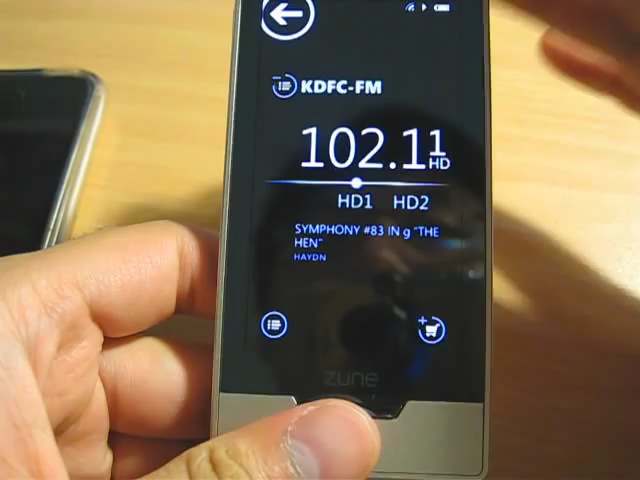 KDFC-FM
102.1 1
HD
HD1 HD2
SYMPHONY #83 IN g "THE
HEN"
HAYDN
zune